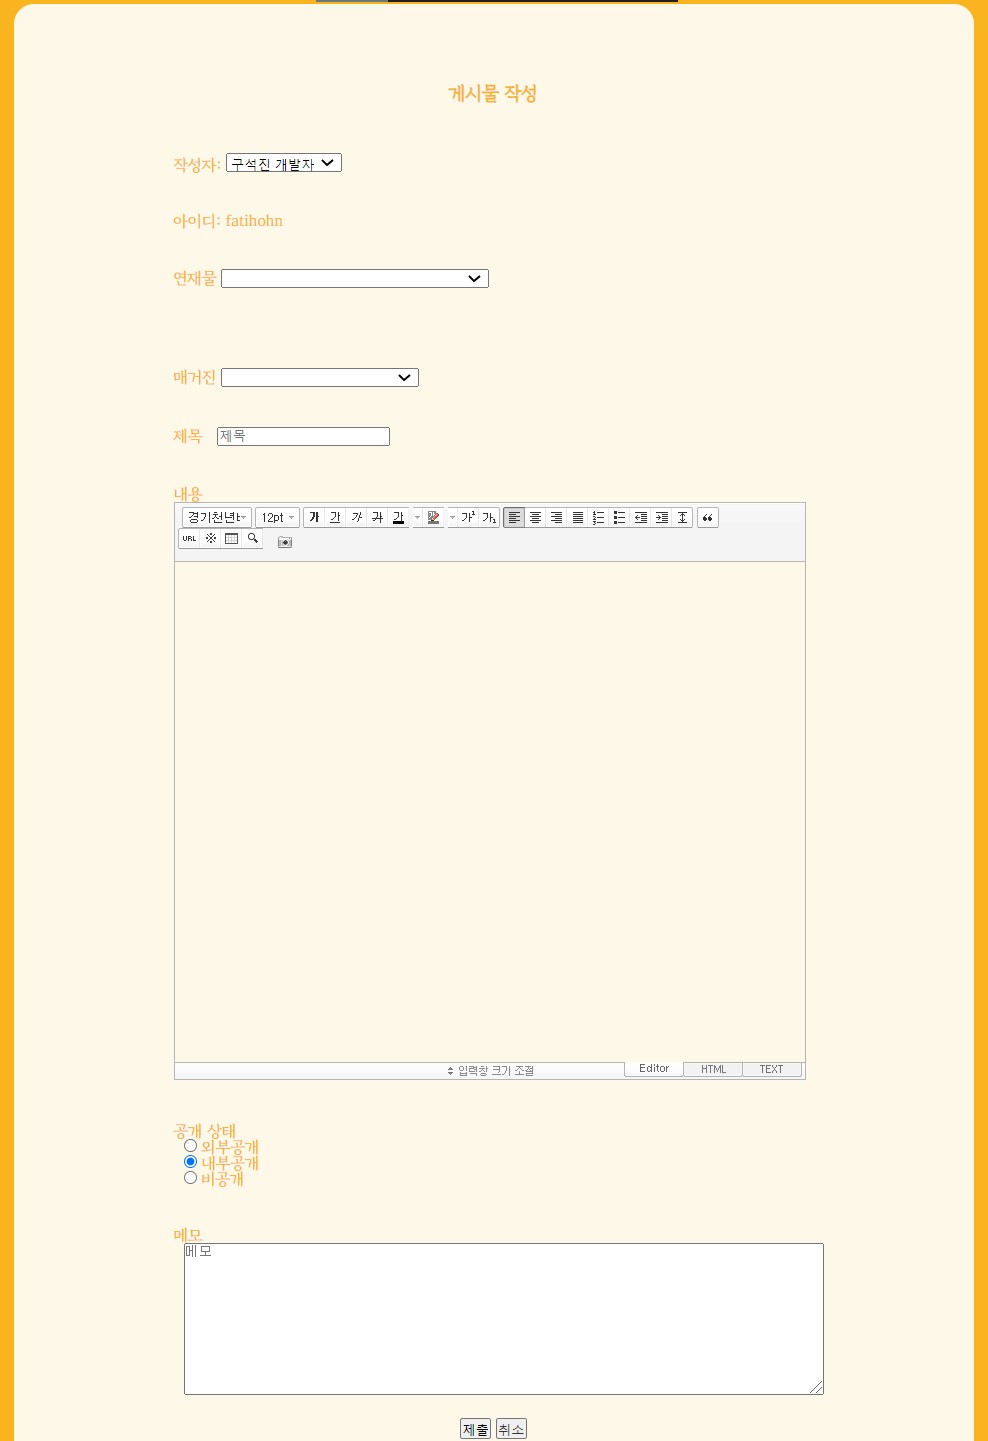 게시물 작성
작성자: 구석진 개발자
아이디: fatihohn
연재물
매거진
제목 제목
내용
경기천년 12pt 가 가 가 가 가 가¹ 가₁ “
URL ※
입력창 크기 조절 Editor HTML TEXT
공개 상태
외부공개
내부공개
비공개
메모
메모
제출 취소